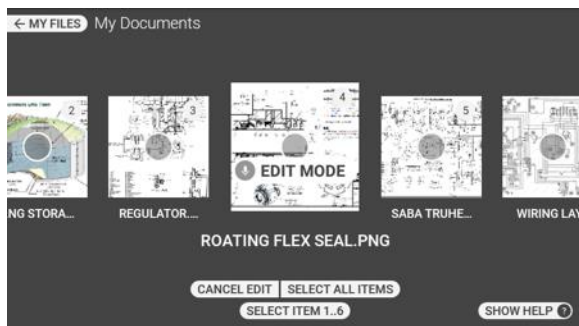 ← MY FILES My Documents
2
3
4
5
EDIT MODE
NG STORA...
REGULATOR....
SABA TRUHE...
WIRING LAY
ROATING FLEX SEAL.PNG
CANCEL EDIT SELECT ALL ITEMS
SELECT ITEM 1..6
SHOW HELP ?